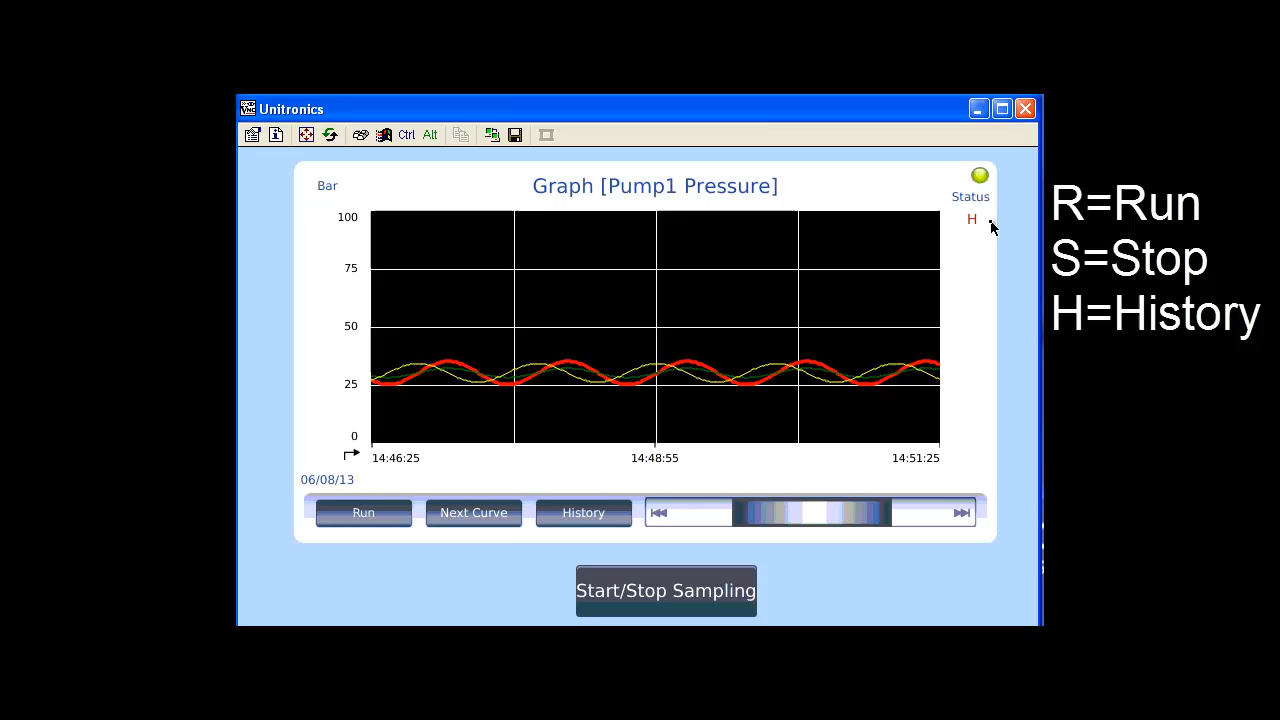 Unitronics
Ctrl Alt
Bar
Graph [Pump1 Pressure]
Status
H
100
75
50
25
0
14:46:25
14:48:55
14:51:25
06/08/13
Run
Next Curve
History
Start/Stop Sampling
R=Run
S=Stop
H=History